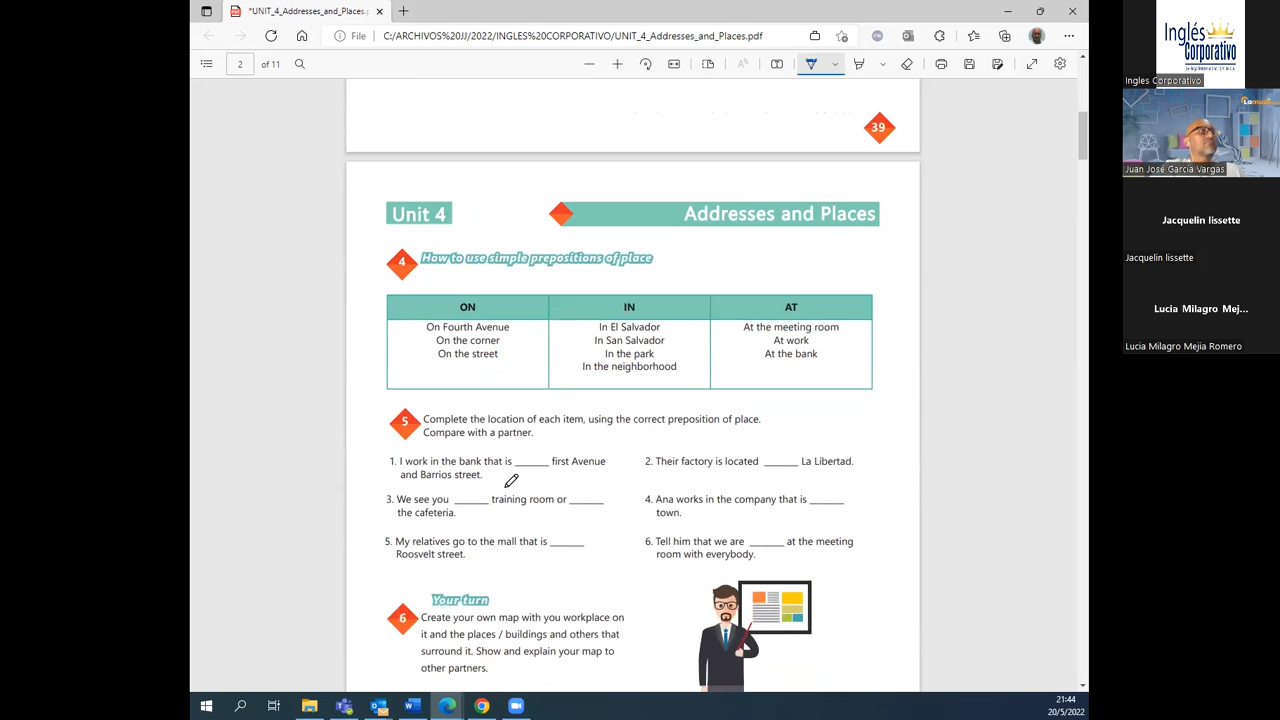 *UNIT_4_Addresses_and_Places.p
File
C:/ARCHIVOS%20JJ/2022/INGLÉS%20CORPORATIVO/UNIT_4_Addresses_and_Places.pdf
2 of 11
39
Unit 4
Addresses and Places
4 How to use simple prepositions of place
ON IN AT
On Fourth Avenue In El Salvador At the meeting room
On the corner In San Salvador At work
On the street In the park At the bank
In the neighborhood
5 Complete the location of each item, using the correct preposition of place.
Compare with a partner.
1. I work in the bank that is _______ first Avenue
and Barrios street.
2. Their factory is located _______ La Libertad.
3. We see you _______ training room or _______
the cafeteria.
4. Ana works in the company that is _______
town.
5. My relatives go to the mall that is _______
Roosvelt street.
6. Tell him that we are _______ at the meeting
room with everybody.
Your turn
6 Create your own map with you workplace on
it and the places / buildings and others that
surround it. Show and explain your map to
other partners.
21:44
20/5/2022
Inglés
Corporativo
Ingles Corporativo
Juan José García Vargas
Jacquelin lissette
Jacquelin lissette
Lucia Milagro Mej...
Lucia Milagro Mejia Romero